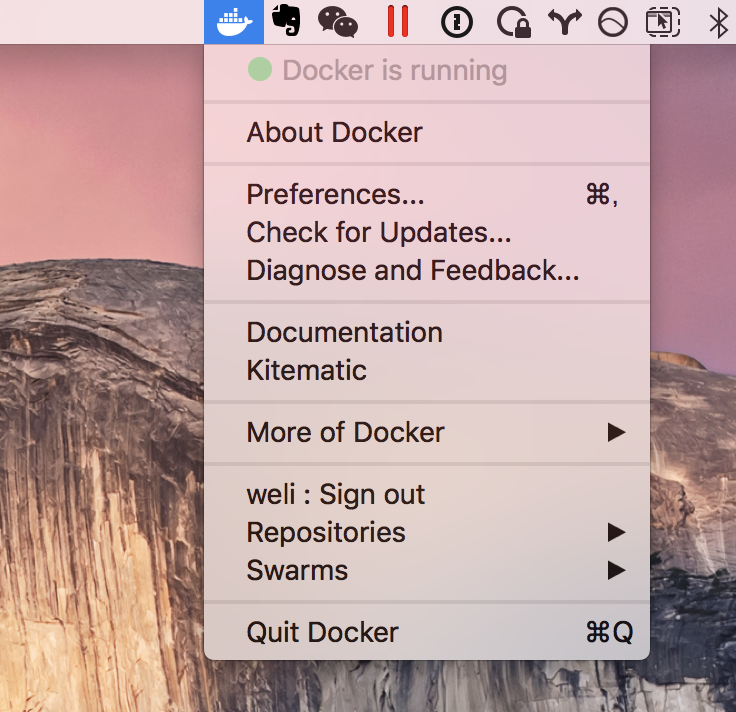 Docker is running
About Docker
Preferences... ⌘,
Check for Updates...
Diagnose and Feedback...
Documentation
Kitematic
More of Docker ▶
weli : Sign out
Repositories ▶
Swarms ▶
Quit Docker ⌘Q